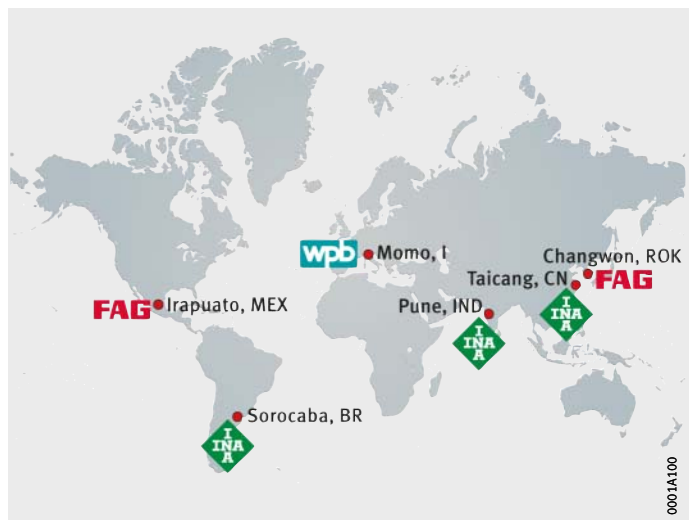 wpb
Momo, I
Changwon, ROK
Taicang, CN
FAG
FAG
Irapuato, MEX
Pune, IND
I
INA
A
I
INA
A
Sorocaba, BR
I
INA
A
0001A100